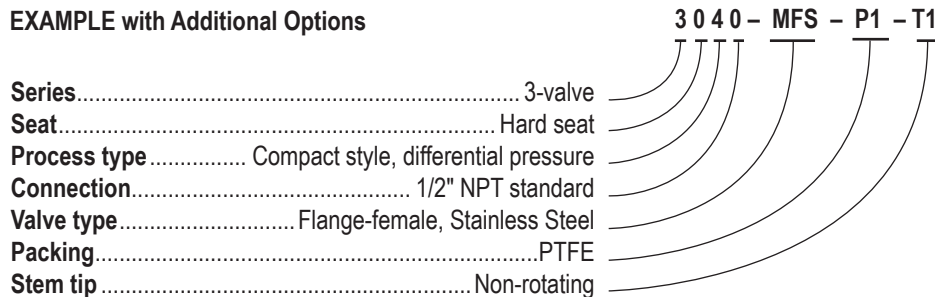 EXAMPLE with Additional Options 3 0 4 0 – MFS – P1 – T1
Series........................................................................ 3-valve
Seat....................................................................... Hard seat
Process type ................ Compact style, differential pressure
Connection.............................................. 1/2" NPT standard
Valve type............................. Flange-female, Stainless Steel
Packing.........................................................................PTFE
Stem tip ............................................................ Non-rotating